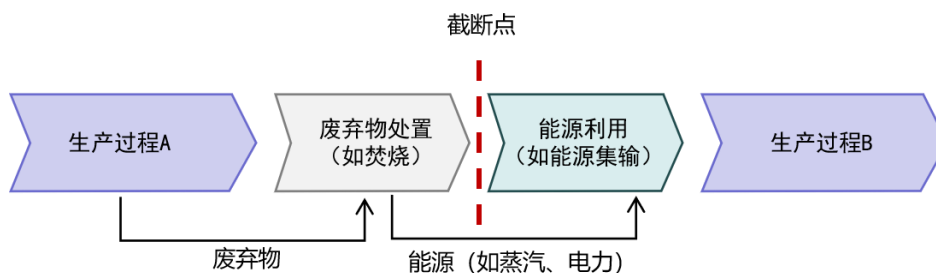 截断点
生产过程A
废弃物处置
（如焚烧）
能源利用
（如能源集输）
生产过程B
废弃物
能源（如蒸汽、电力）